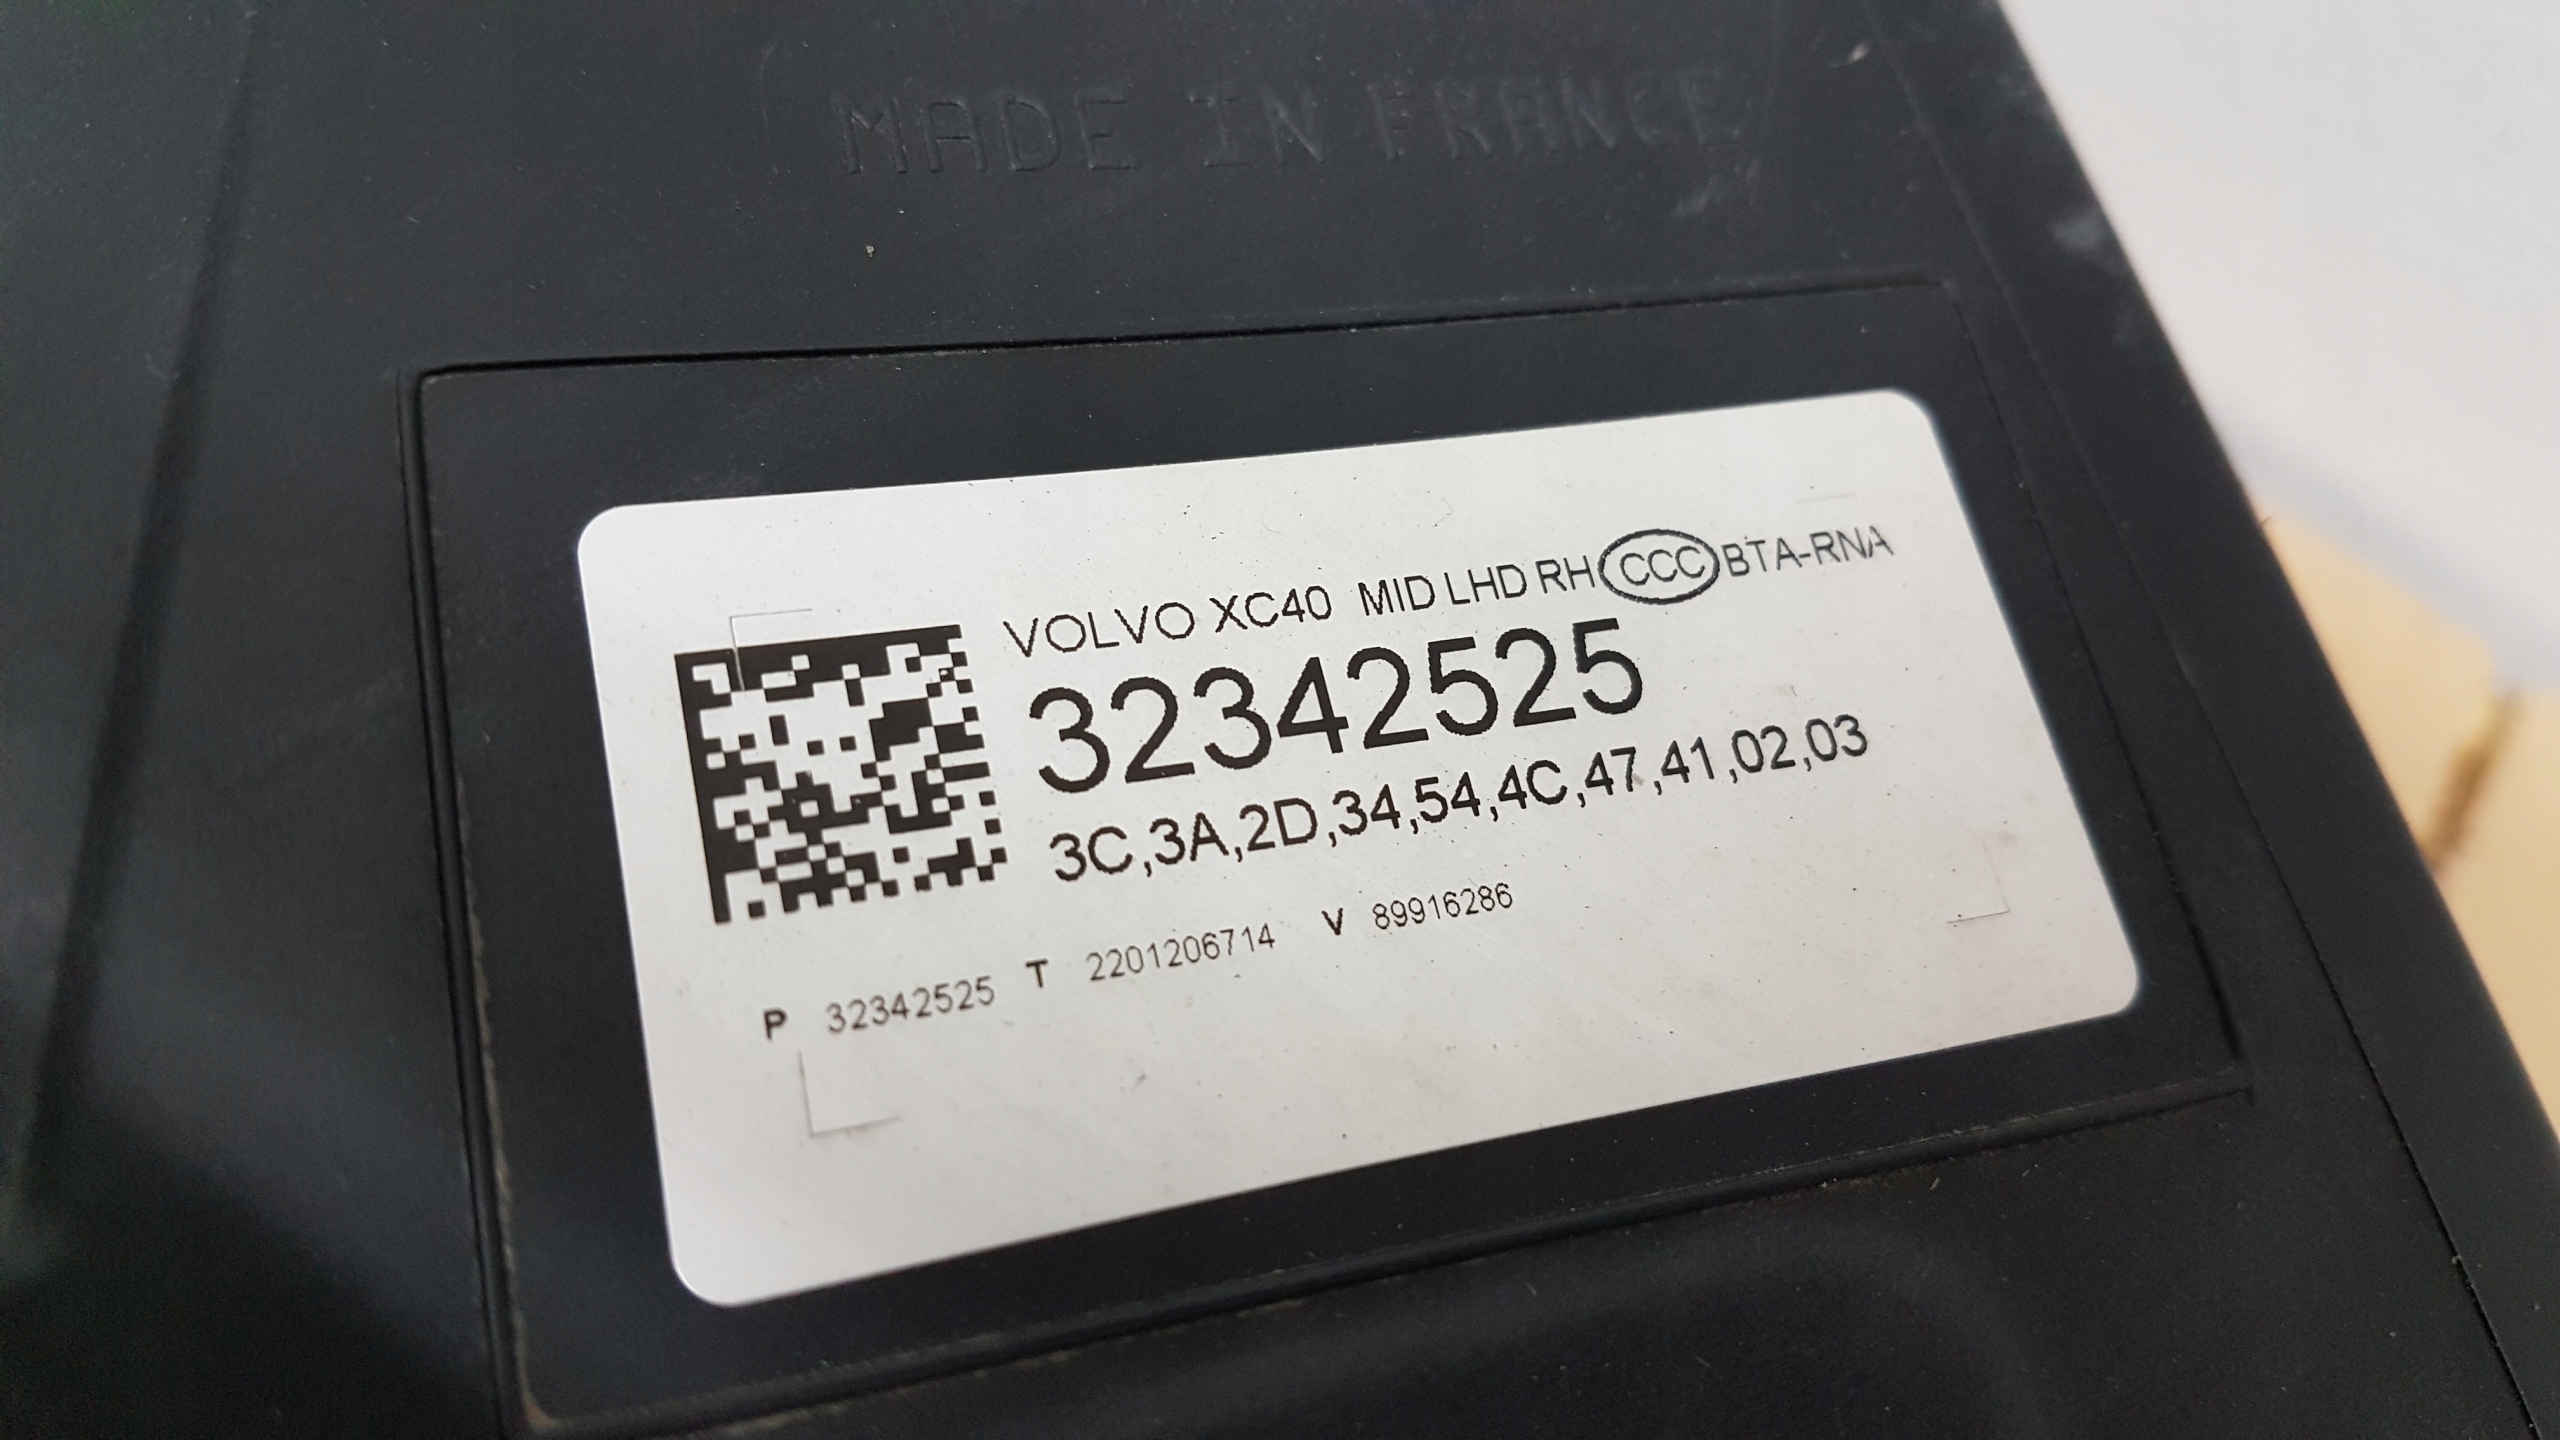 MADE IN FRANCE
VOLVO XC40 MID LHD RH CCC BTA-RNA
32342525
3C,3A,2D,34,54,4C,47,41,02,03
P 32342525 T 2201206714 V 89916286